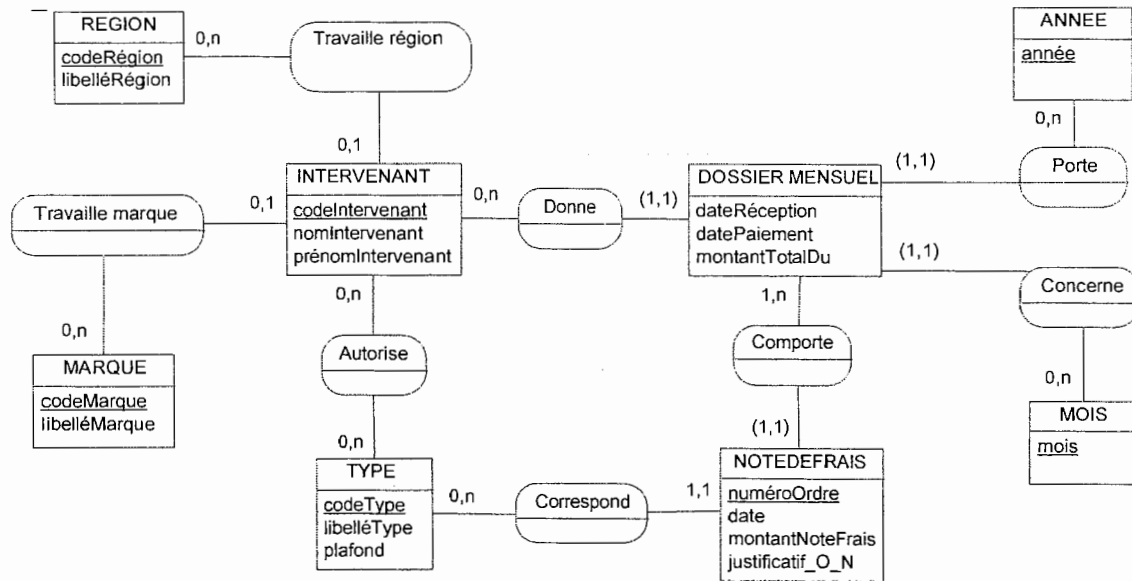 REGION
codeRégion
libelléRégion
0,n
Travaille région
0,1
ANNEE
année
0,n
Travaille marque
0,1
INTERVENANT
codeIntervenant
nomIntervenant
prénomIntervenant
0,n
Donne
(1,1)
DOSSIER MENSUEL
dateRéception
datePaiement
montantTotalDu
(1,1)
Porte
(1,1)
Concerne
0,n
0,n
Autorise
1,n
Comporte
0,n
MARQUE
codeMarque
libelléMarque
MOIS
mois
0,n
TYPE
codeType
libelléType
plafond
0,n
Correspond
1,1
(1,1)
NOTEDEFRAIS
numéroOrdre
date
montantNoteFrais
justificatif_O_N